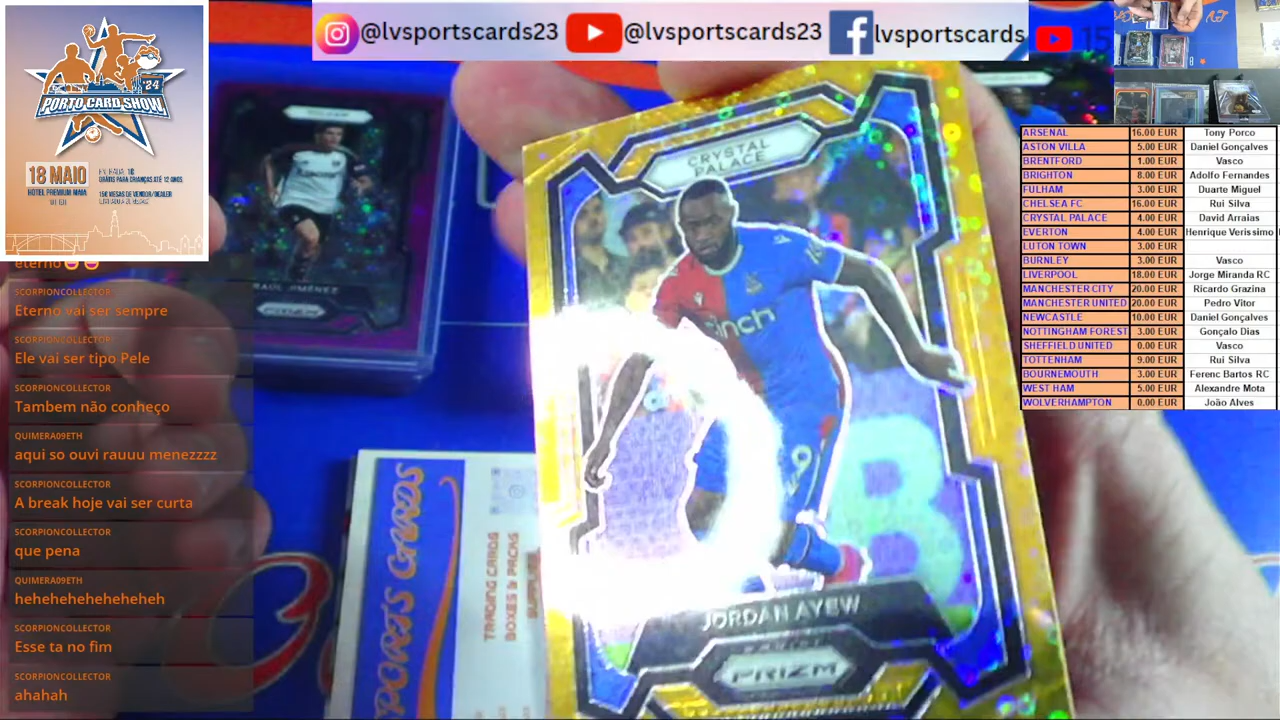 @lvsportscards23
@lvsportscards23
lvsportscards
15
'24
PORTO CARD SHOW
18 MAIO
HOTEL PREMIUM MAIA
eterno
SCORPIONCOLLECTOR
Eterno vai ser sempre
SCORPIONCOLLECTOR
Ele vai ser tipo Pele
SCORPIONCOLLECTOR
Tambem não conheço
QUIMERA09ETH
aqui so ouvi rauuu menezzzz
SCORPIONCOLLECTOR
A break hoje vai ser curta
SCORPIONCOLLECTOR
que pena
QUIMERA09ETH
heheheheheheheheh
SCORPIONCOLLECTOR
Esse ta no fim
SCORPIONCOLLECTOR
ahahah
RAÚL JIMÉNEZ
PRIZM
SPORTS CARDS
TRADING CARDS
BOXES & PACKS
CRYSTAL
PALACE
cinch
9
JORDAN AYEW
PRIZM
ARSENAL 16.00 EUR Tony Porco
ASTON VILLA 5.00 EUR Daniel Gonçalves
BRENTFORD 1.00 EUR Vasco
BRIGHTON 8.00 EUR Adolfo Fernandes
FULHAM 3.00 EUR Duarte Miguel
CHELSEA FC 16.00 EUR Rui Silva
CRYSTAL PALACE 4.00 EUR David Arraias
EVERTON 4.00 EUR Henrique Verissimo
LUTON TOWN 3.00 EUR
BURNLEY 3.00 EUR Vasco
LIVERPOOL 18.00 EUR Jorge Miranda RC
MANCHESTER CITY 20.00 EUR Ricardo Grazina
MANCHESTER UNITED 20.00 EUR Pedro Vitor
NEWCASTLE 10.00 EUR Daniel Gonçalves
NOTTINGHAM FOREST 3.00 EUR Gonçalo Dias
SHEFFIELD UNITED 0.00 EUR Vasco
TOTTENHAM 9.00 EUR Rui Silva
BOURNEMOUTH 3.00 EUR Ferenc Bartos RC
WEST HAM 5.00 EUR Alexandre Mota
WOLVERHAMPTON 0.00 EUR João Alves